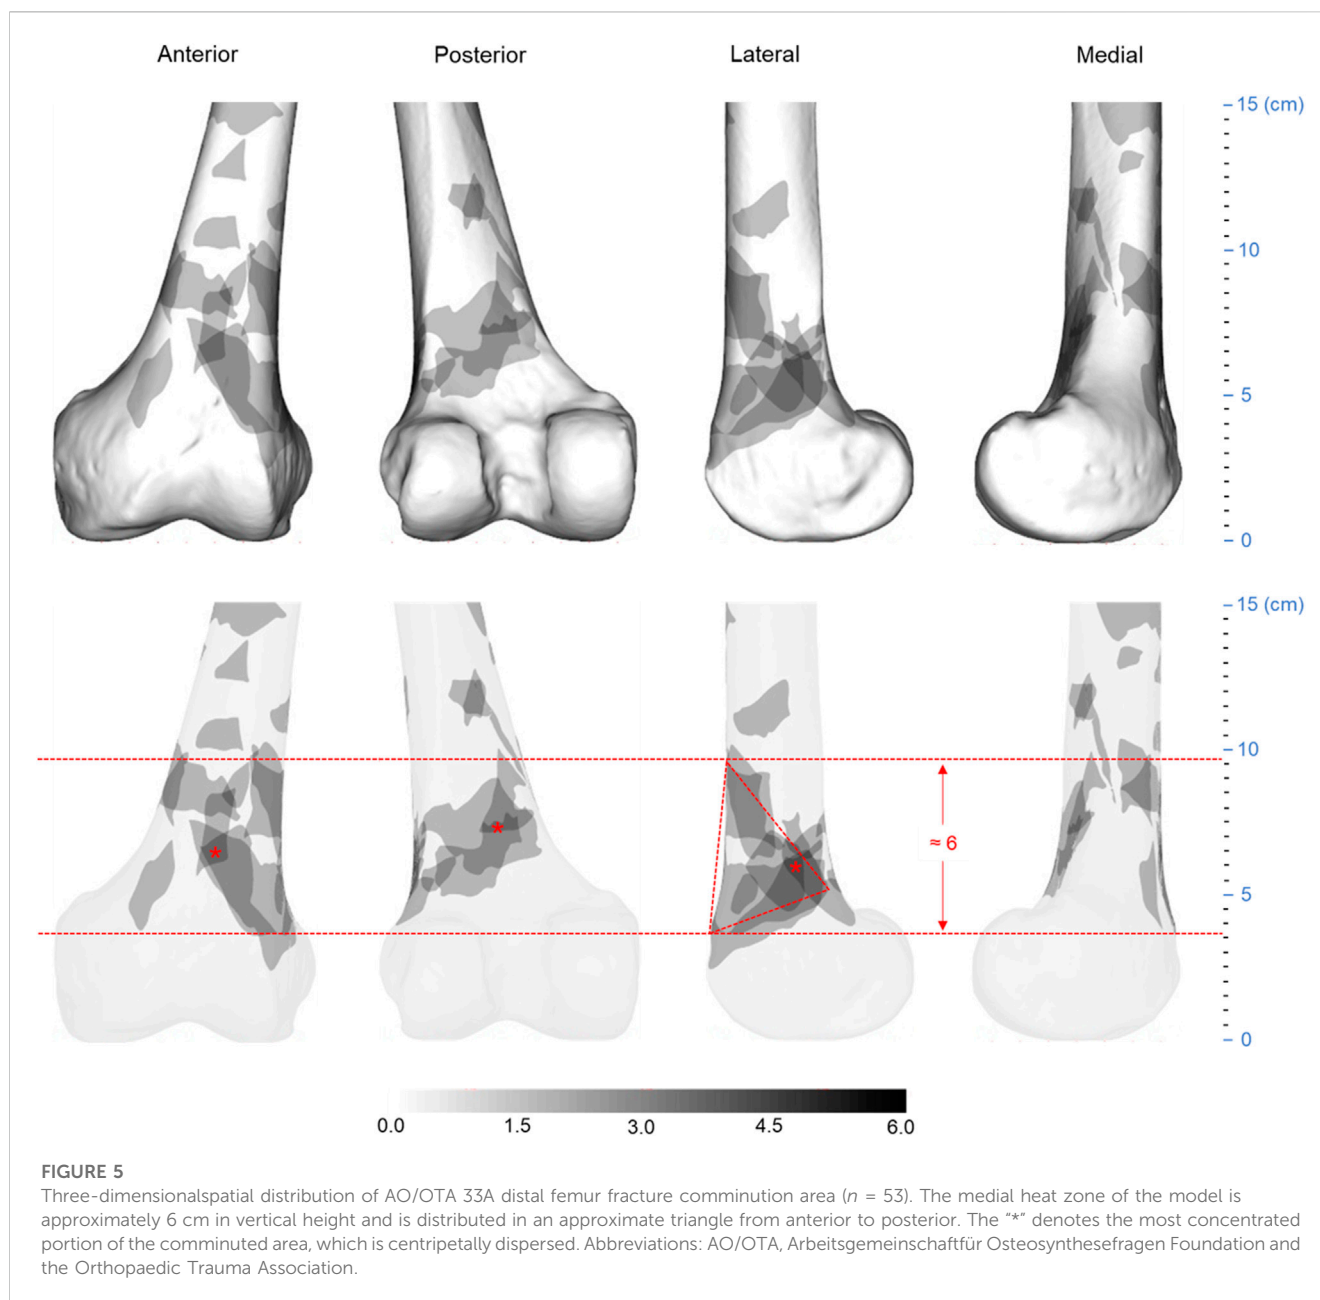 Anterior Posterior Lateral Medial
15 (cm)
10
5
0
15 (cm)
10
≈ 6
5
0
* * *
0.0 1.5 3.0 4.5 6.0
FIGURE 5
Three-dimensionalspatial distribution of AO/OTA 33A distal femur fracture comminution area (n = 53). The medial heat zone of the model is
approximately 6 cm in vertical height and is distributed in an approximate triangle from anterior to posterior. The “*” denotes the most concentrated
portion of the comminuted area, which is centripetally dispersed. Abbreviations: AO/OTA, Arbeitsgemeinschaftfür Osteosynthesefragen Foundation and
the Orthopaedic Trauma Association.